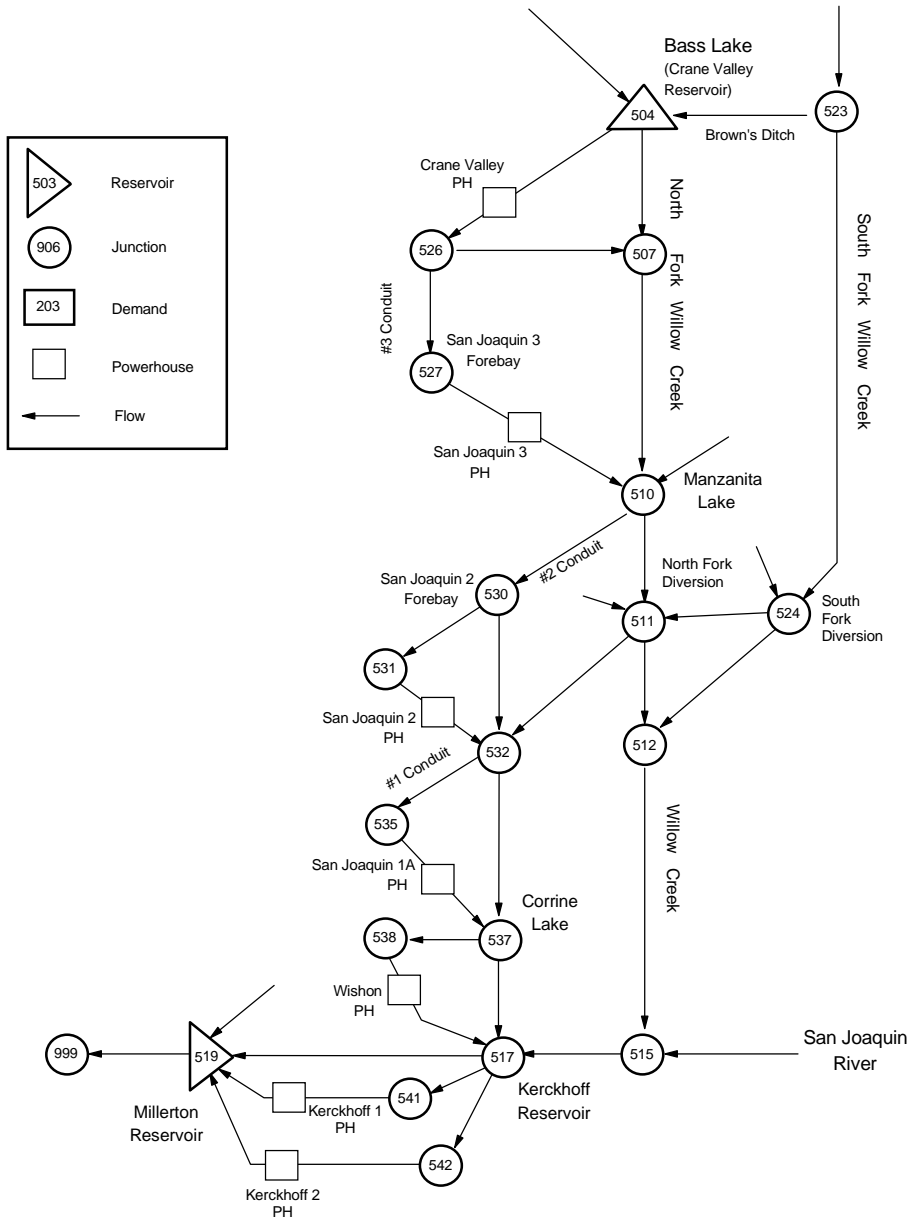 Bass Lake
(Crane Valley
Reservoir)
504
523
Brown's Ditch
503
Reservoir
906
Junction
203
Demand
Powerhouse
Flow
Crane Valley
PH
North Fork Willow Creek
South Fork Willow Creek
526
507
#3 Conduit
San Joaquin 3
Forebay
527
San Joaquin 3
PH
510
Manzanita
Lake
#2 Conduit
San Joaquin 2
Forebay
530
North Fork
Diversion
511
524
South
Fork
Diversion
531
San Joaquin 2
PH
532
512
#1 Conduit
535
San Joaquin 1A
PH
Willow Creek
Corrine
Lake
538
537
Wishon
PH
999
519
517
515
San Joaquin
River
Millerton
Reservoir
Kerckhoff 1
PH
541
Kerckhoff
Reservoir
542
Kerckhoff 2
PH